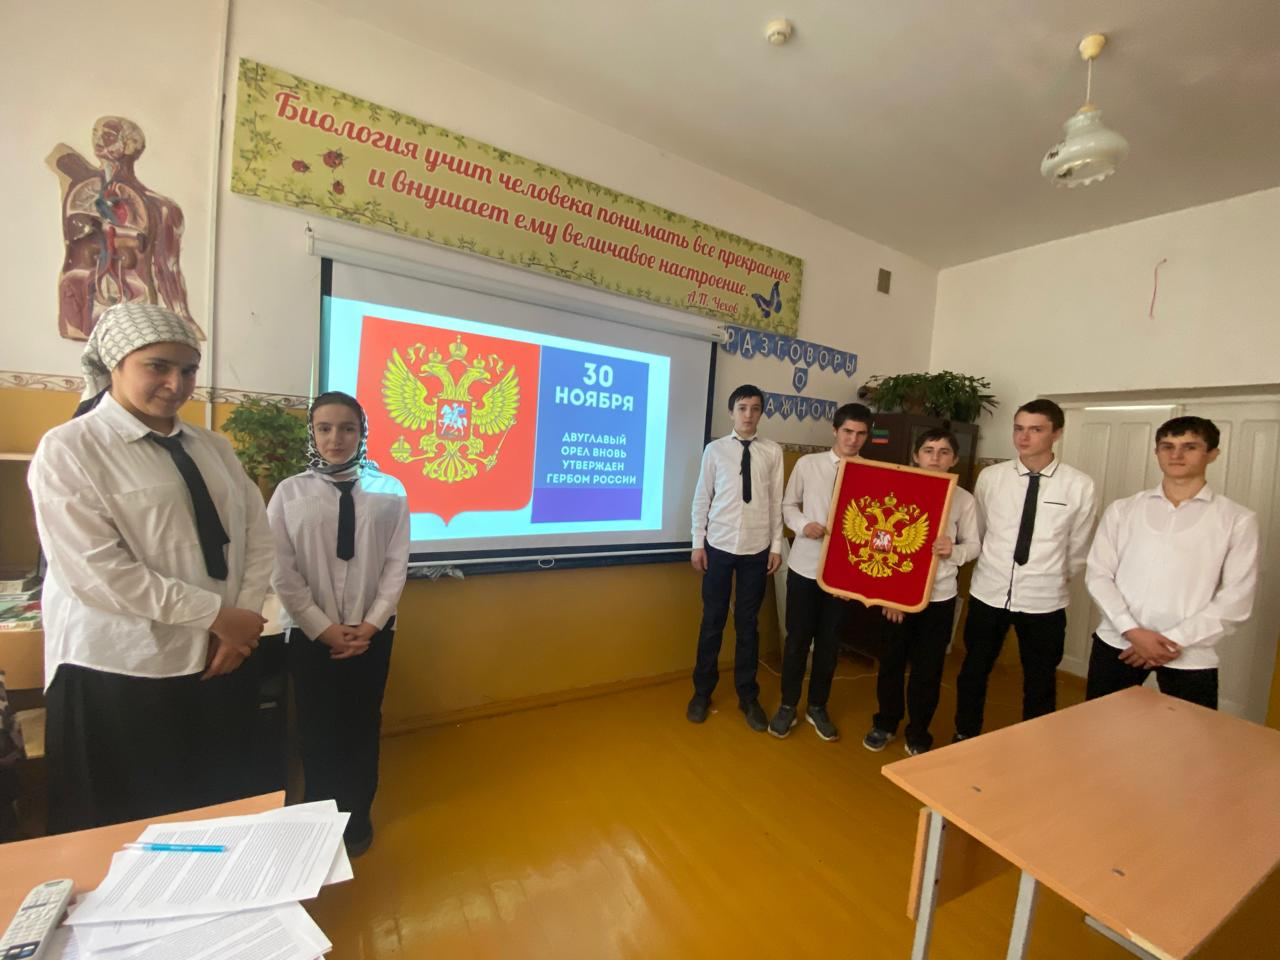 Биология учит человека понимать все прекрасное
и внушает ему величавое настроение.
А.П. Чехов
30
НОЯБРЯ
ДВУГЛАВЫЙ
ОРЕЛ ВНОВЬ
УТВЕРЖДЕН
ГЕРБОМ РОССИИ
РАЗГОВОРЫ
О
ВАЖНОМ